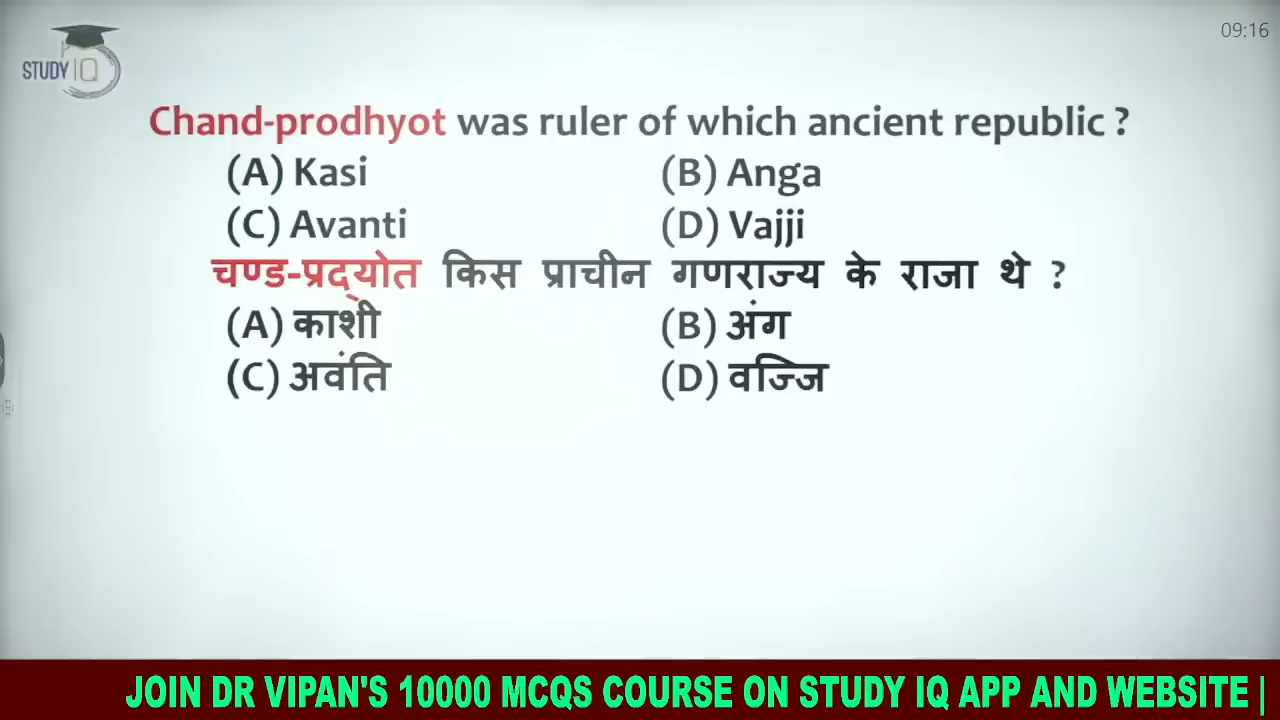 09:16
STUDY IQ
Chand-prodhyot was ruler of which ancient republic ?
(A) Kasi (B) Anga
(C) Avanti (D) Vajji
चण्ड-प्रद्योत किस प्राचीन गणराज्य के राजा थे ?
(A) काशी (B) अंग
(C) अवंति (D) वज्जि
JOIN DR VIPAN'S 10000 MCQS COURSE ON STUDY IQ APP AND WEBSITE |